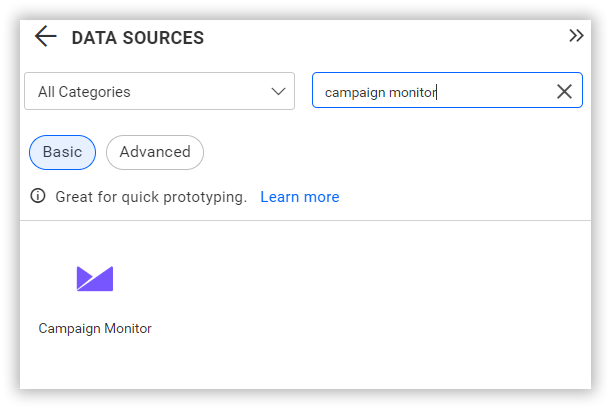 DATA SOURCES
All Categories
campaign monitor
Basic
Advanced
Great for quick prototyping. Learn more
Campaign Monitor